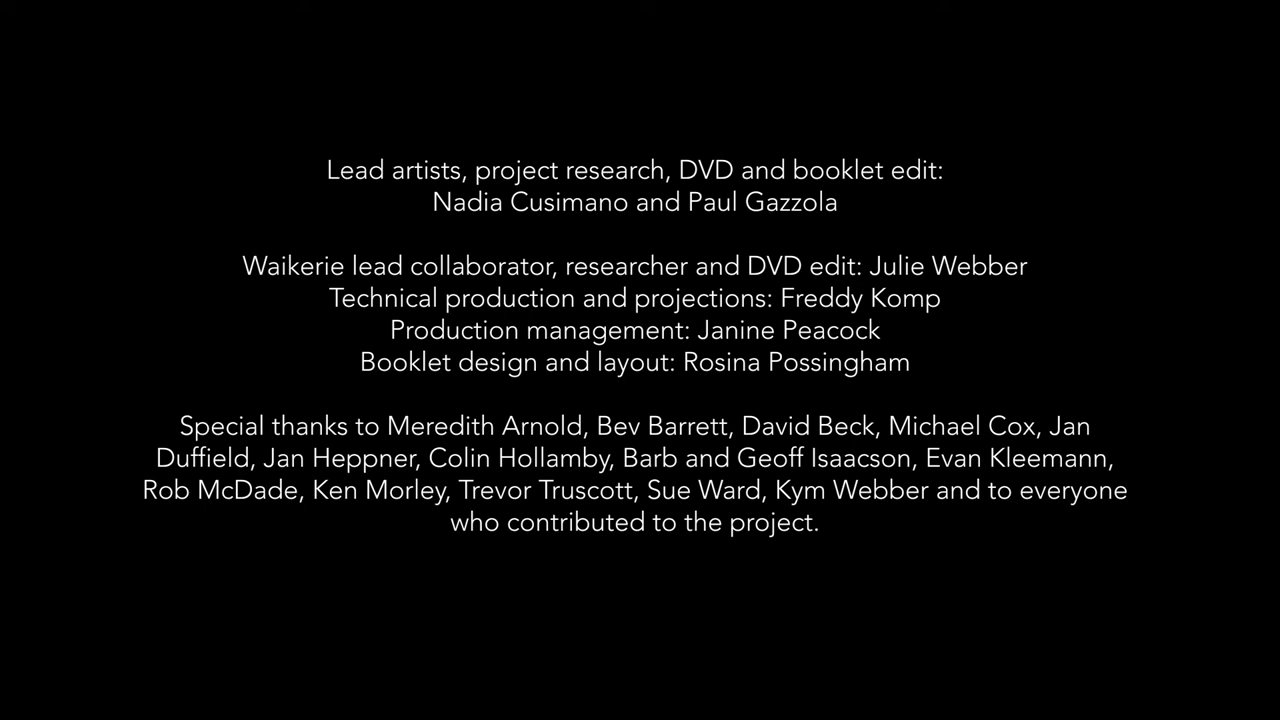 Lead artists, project research, DVD and booklet edit:
Nadia Cusimano and Paul Gazzola
Waikerie lead collaborator, researcher and DVD edit: Julie Webber
Technical production and projections: Freddy Komp
Production management: Janine Peacock
Booklet design and layout: Rosina Possingham
Special thanks to Meredith Arnold, Bev Barrett, David Beck, Michael Cox, Jan
Duffield, Jan Heppner, Colin Hollamby, Barb and Geoff Isaacson, Evan Kleemann,
Rob McDade, Ken Morley, Trevor Truscott, Sue Ward, Kym Webber and to everyone
who contributed to the project.